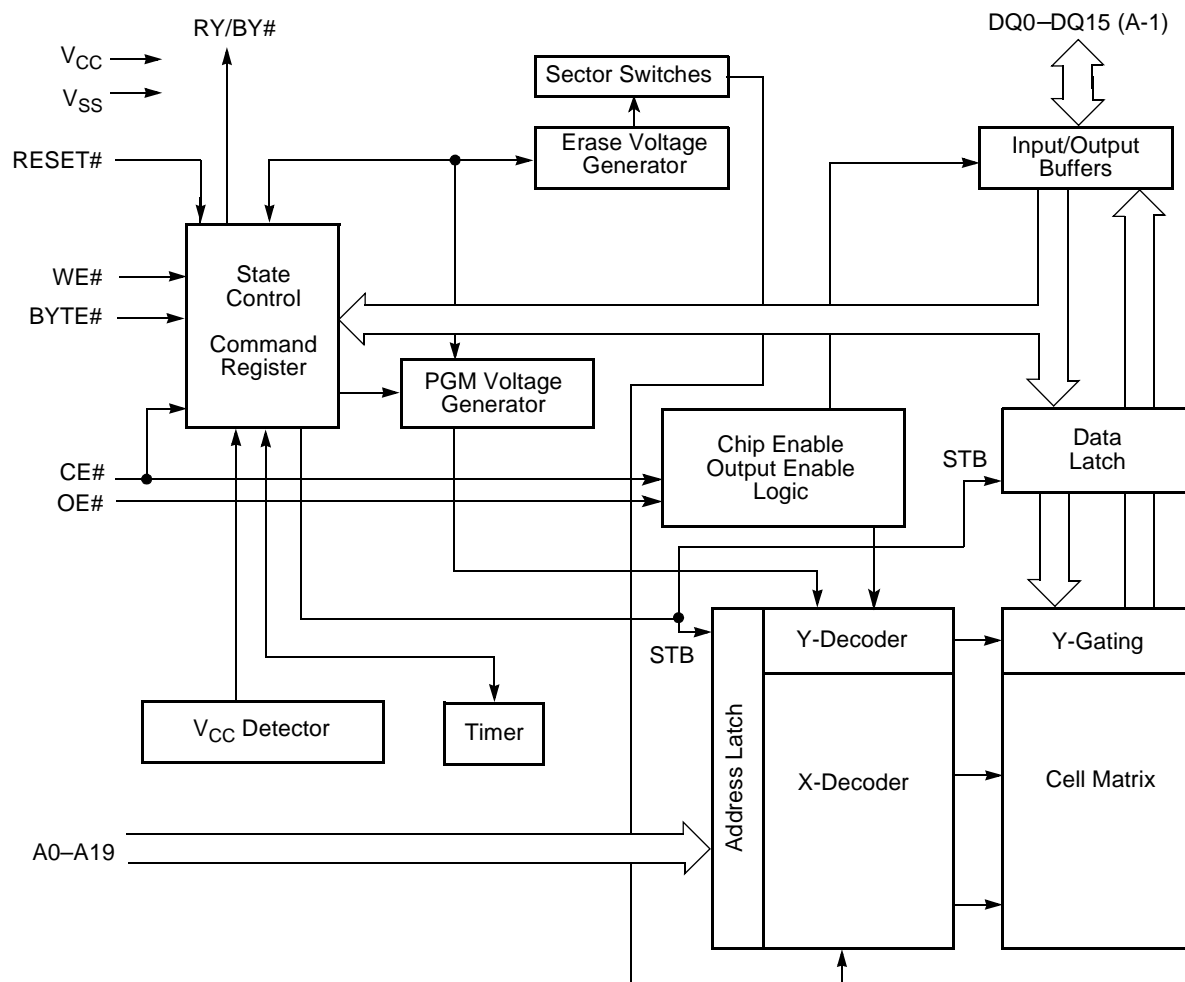 RY/BY#
DQ0–DQ15 (A-1)
VCC
VSS
Sector Switches
RESET#
Erase Voltage
Generator
Input/Output
Buffers
WE#
BYTE#
State
Control
Command
Register
PGM Voltage
Generator
CE#
OE#
Chip Enable
Output Enable
Logic
STB
Data
Latch
STB
Y-Decoder
Y-Gating
VCC Detector
Timer
Address Latch
X-Decoder
Cell Matrix
A0–A19